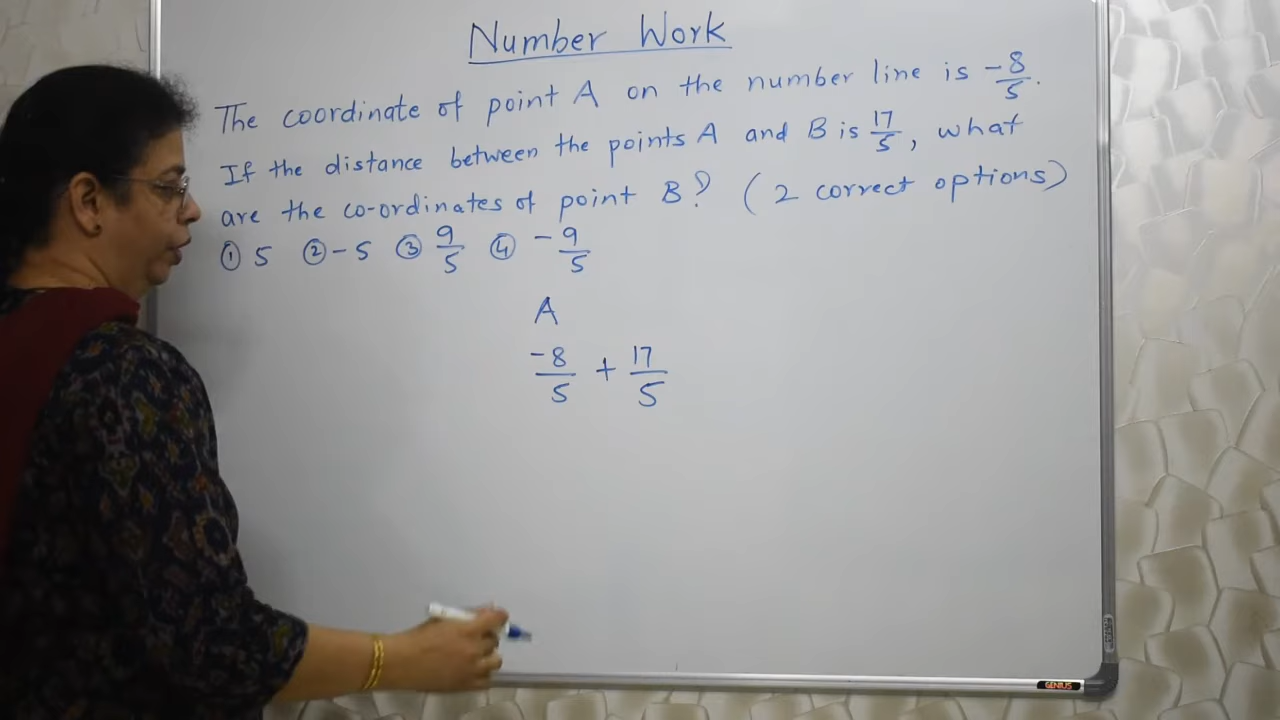 Number Work
The coordinate of point A on the number line is -8/5.
If the distance between the points A and B is 17/5, what
are the co-ordinates of point B? (2 correct options)
① 5 ② -5 ③ 9/5 ④ -9/5
A
-8/5 + 17/5
GENIUS